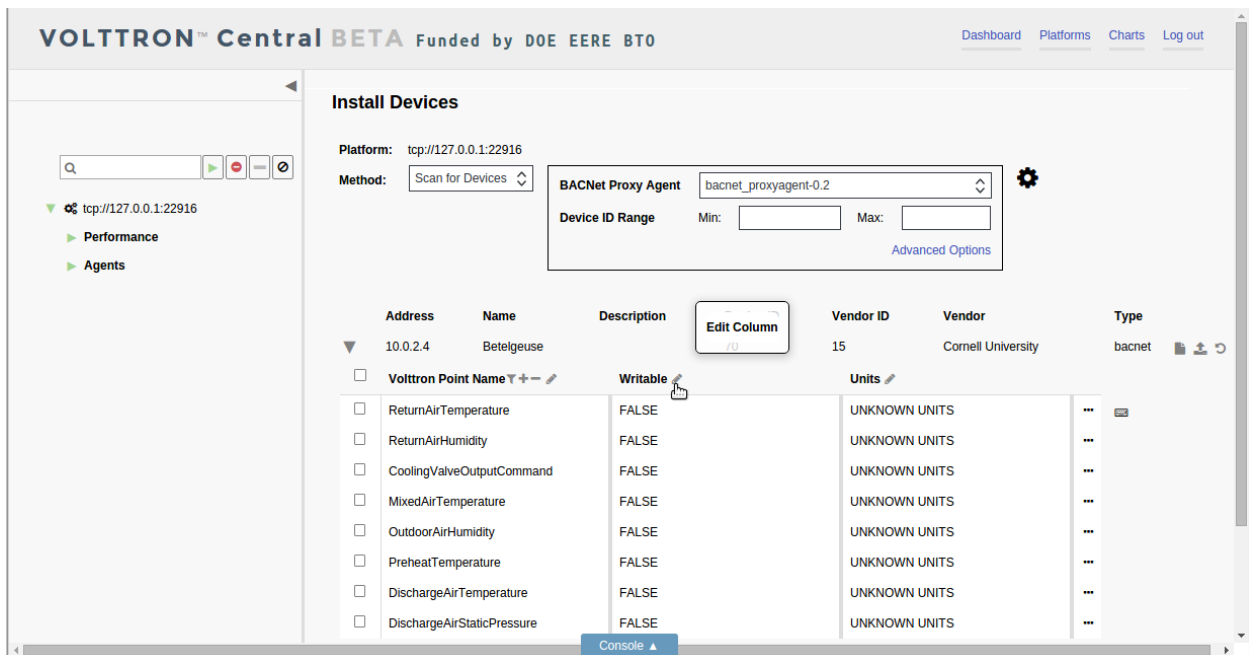 VOLTTRON™ Central BETA Funded by DOE EERE BTO
Dashboard Platforms Charts Log out
Install Devices
Platform: tcp://127.0.0.1:22916
Method: Scan for Devices
BACNet Proxy Agent bacnet_proxyagent-0.2
Device ID Range Min: Max:
Advanced Options
tcp://127.0.0.1:22916
Performance
Agents
Address Name Description Vendor ID Vendor Type
Edit Column
10.0.2.4 Betelgeuse 70 15 Cornell University bacnet
Volttron Point Name Writable Units
ReturnAirTemperature FALSE UNKNOWN UNITS
ReturnAirHumidity FALSE UNKNOWN UNITS
CoolingValveOutputCommand FALSE UNKNOWN UNITS
MixedAirTemperature FALSE UNKNOWN UNITS
OutdoorAirHumidity FALSE UNKNOWN UNITS
PreheatTemperature FALSE UNKNOWN UNITS
DischargeAirTemperature FALSE UNKNOWN UNITS
DischargeAirStaticPressure FALSE UNKNOWN UNITS
Console ▲